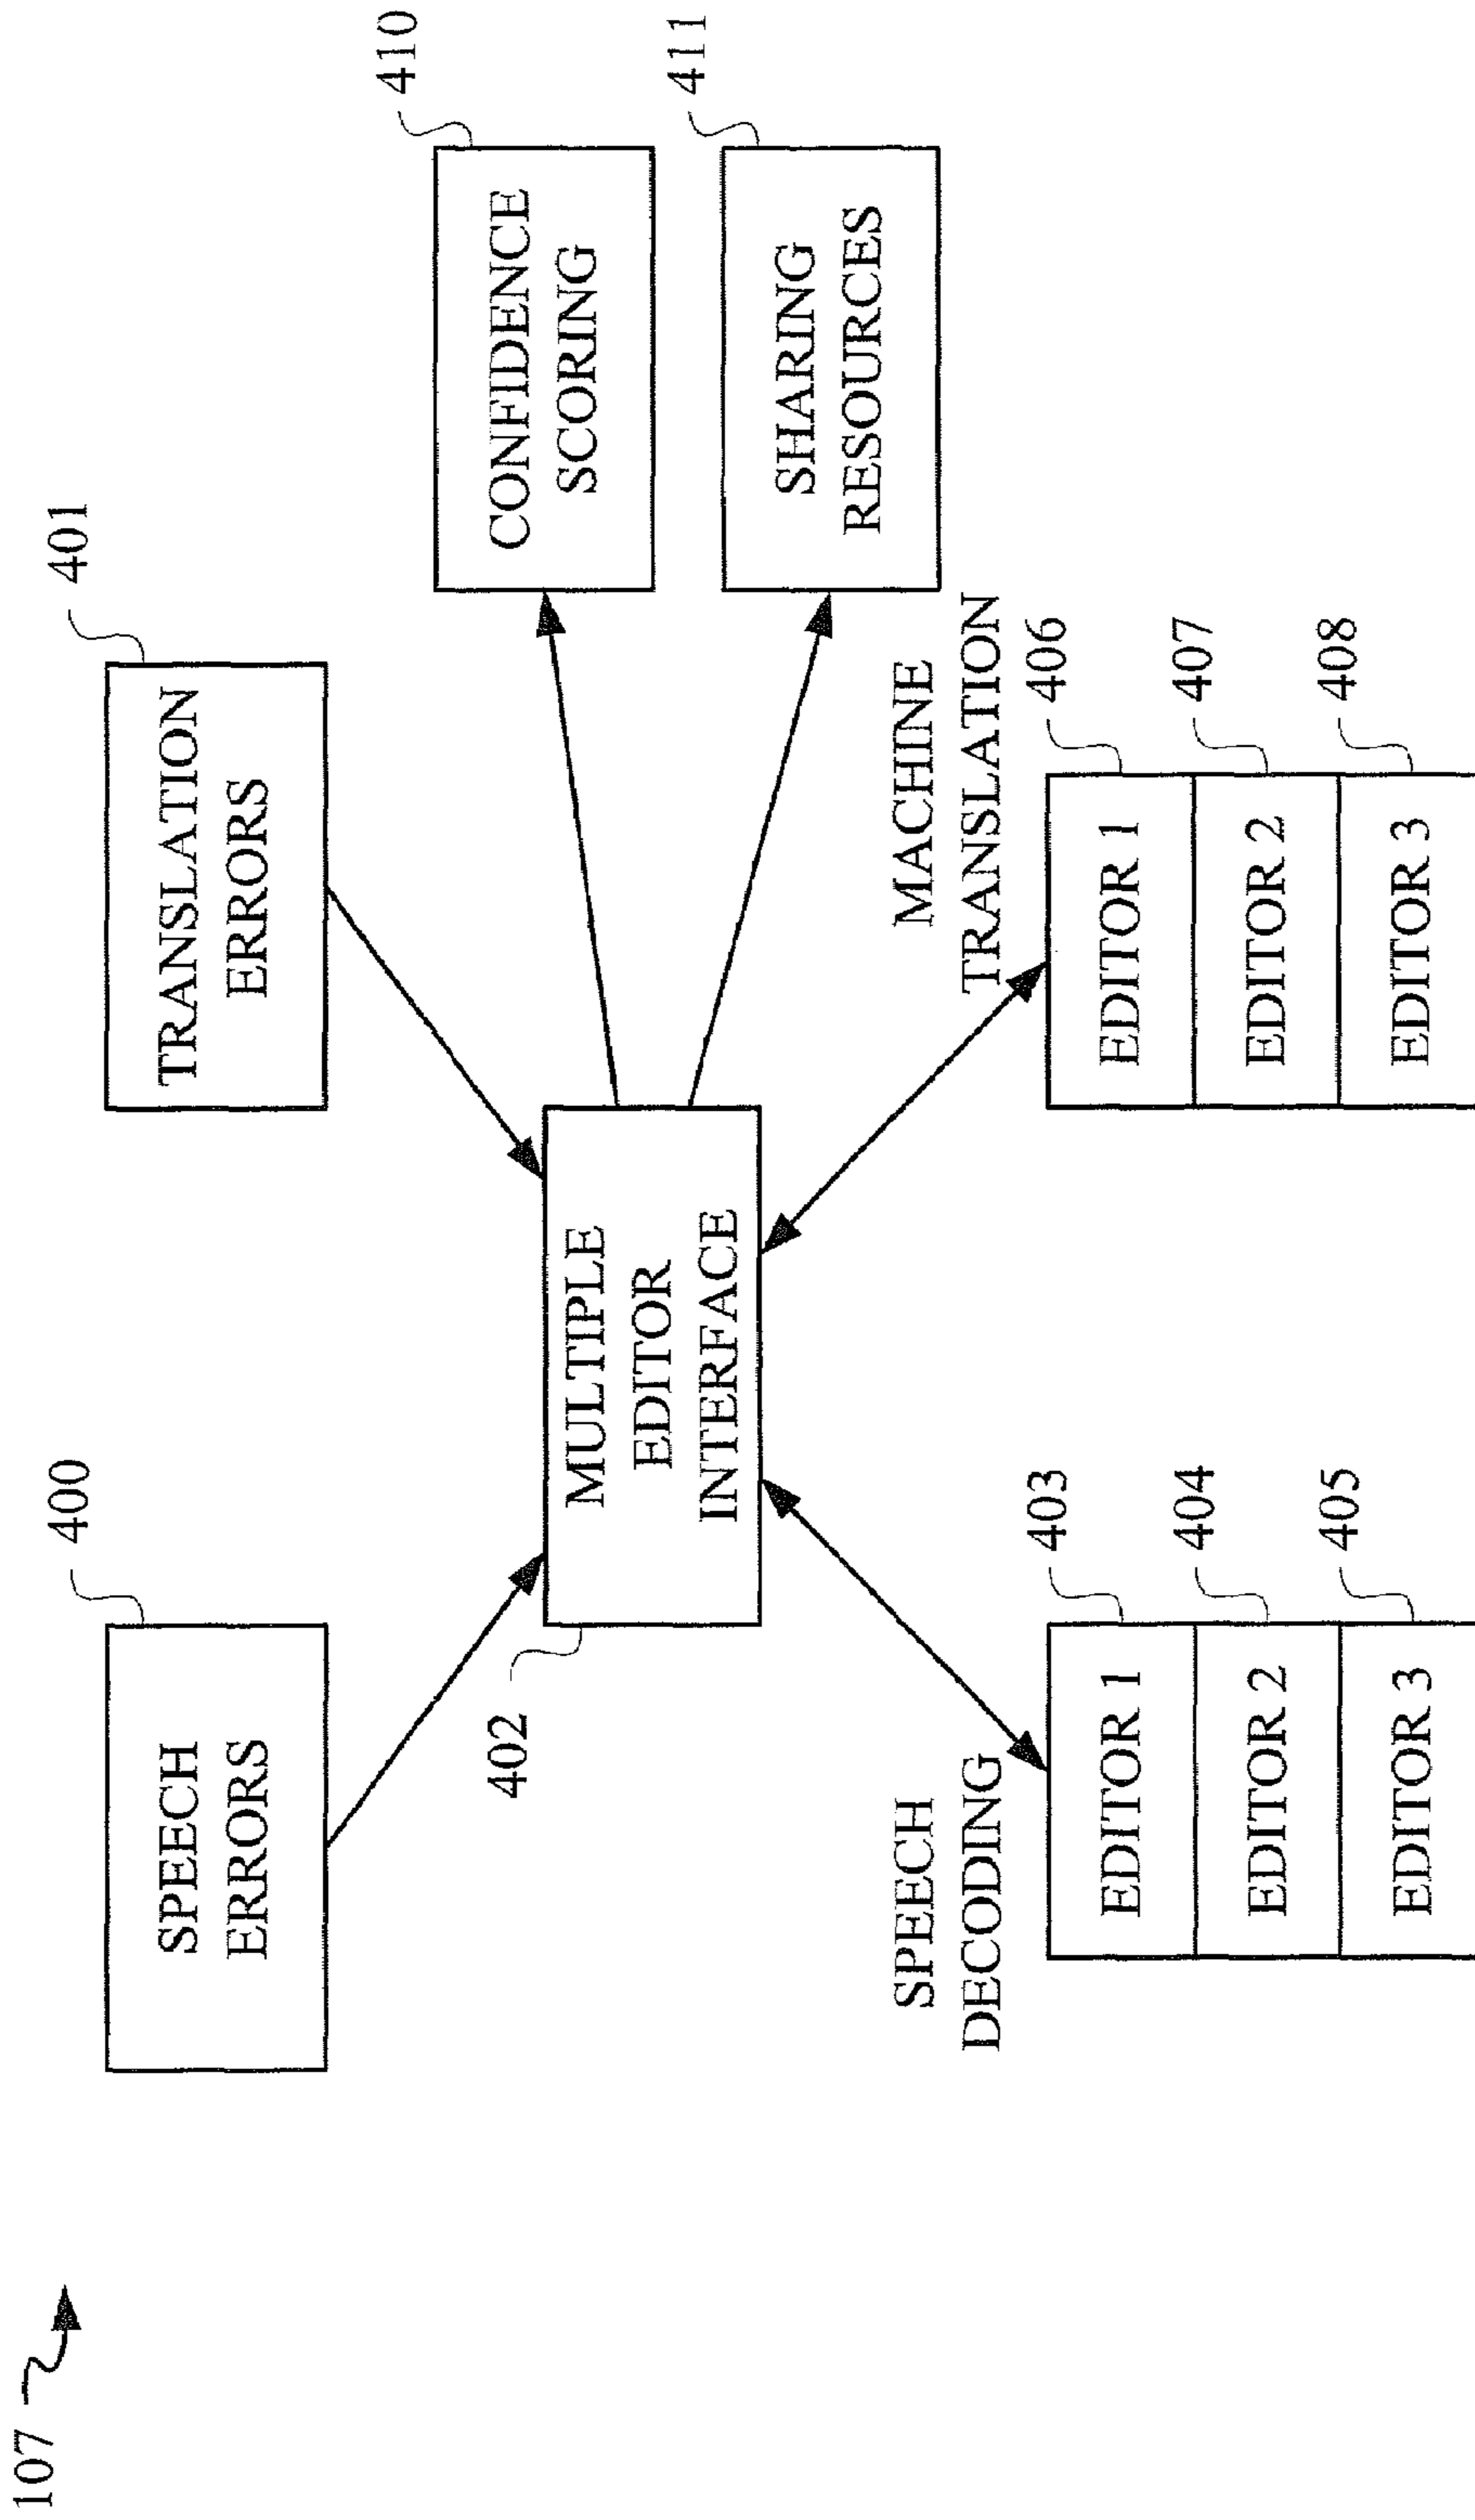 107
400
SPEECH
ERRORS
401
TRANSLATION
ERRORS
402
MULTIPLE
EDITOR
INTERFACE
410
CONFIDENCE
SCORING
411
SHARING
RESOURCES
SPEECH
DECODING
403
EDITOR 1
404
EDITOR 2
405
EDITOR 3
MACHINE
TRANSLATION
406
EDITOR 1
407
EDITOR 2
408
EDITOR 3